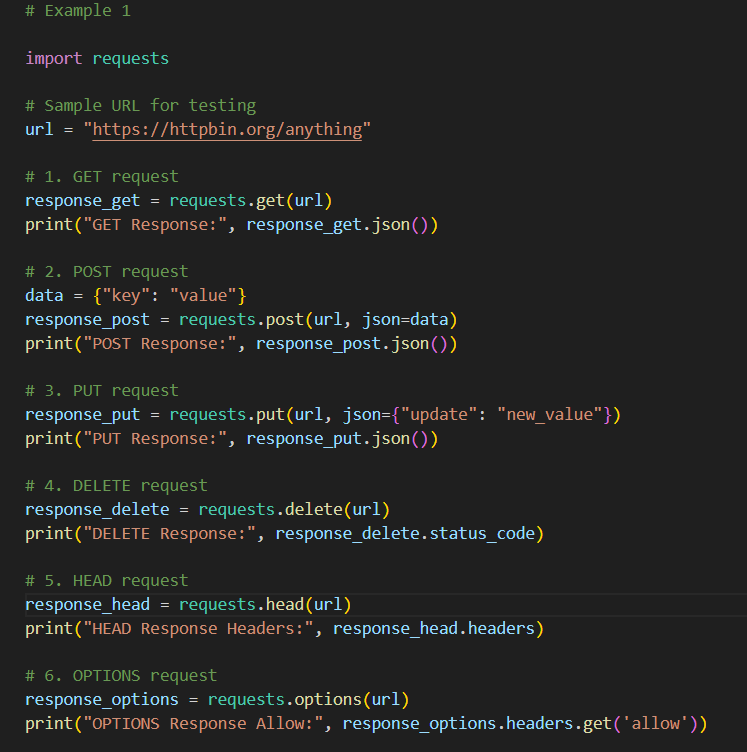 # Example 1
import requests
# Sample URL for testing
url = "https://httpbin.org/anything"
# 1. GET request
response_get = requests.get(url)
print("GET Response:", response_get.json())
# 2. POST request
data = {"key": "value"}
response_post = requests.post(url, json=data)
print("POST Response:", response_post.json())
# 3. PUT request
response_put = requests.put(url, json={"update": "new_value"})
print("PUT Response:", response_put.json())
# 4. DELETE request
response_delete = requests.delete(url)
print("DELETE Response:", response_delete.status_code)
# 5. HEAD request
response_head = requests.head(url)
print("HEAD Response Headers:", response_head.headers)
# 6. OPTIONS request
response_options = requests.options(url)
print("OPTIONS Response Allow:", response_options.headers.get('allow'))